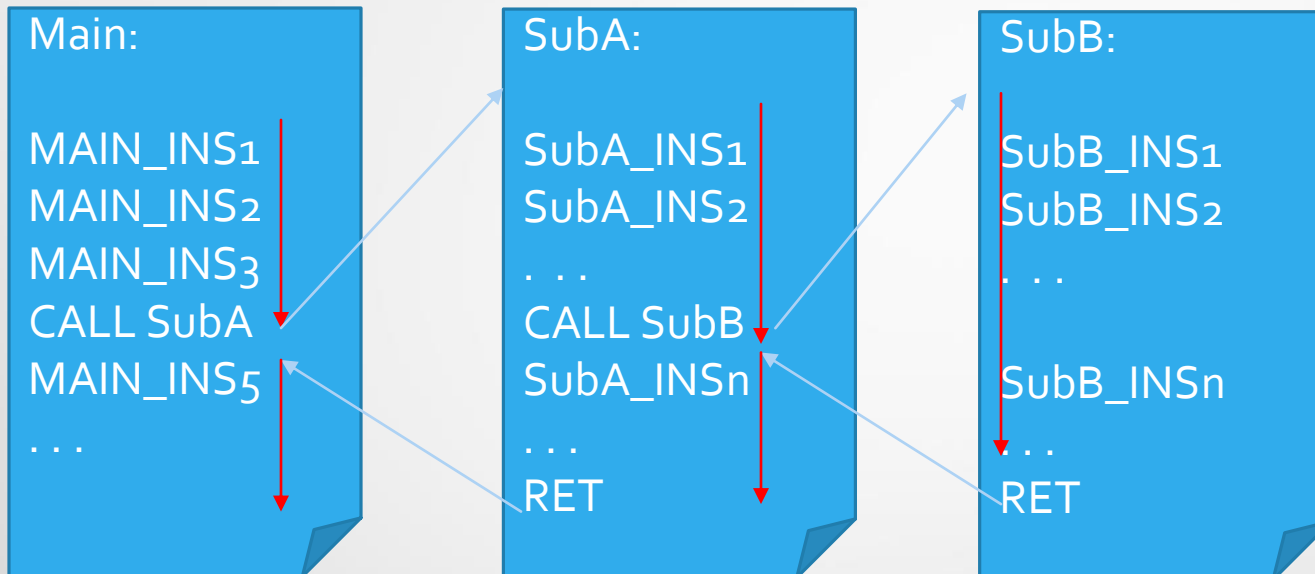 Main:
MAIN_INS1
MAIN_INS2
MAIN_INS3
CALL SubA
MAIN_INS5
. . .
SubA:
SubA_INS1
SubA_INS2
. . .
CALL SubB
SubA_INSn
. . .
RET
SubB:
SubB_INS1
SubB_INS2
. . .
SubB_INSn
. . .
RET